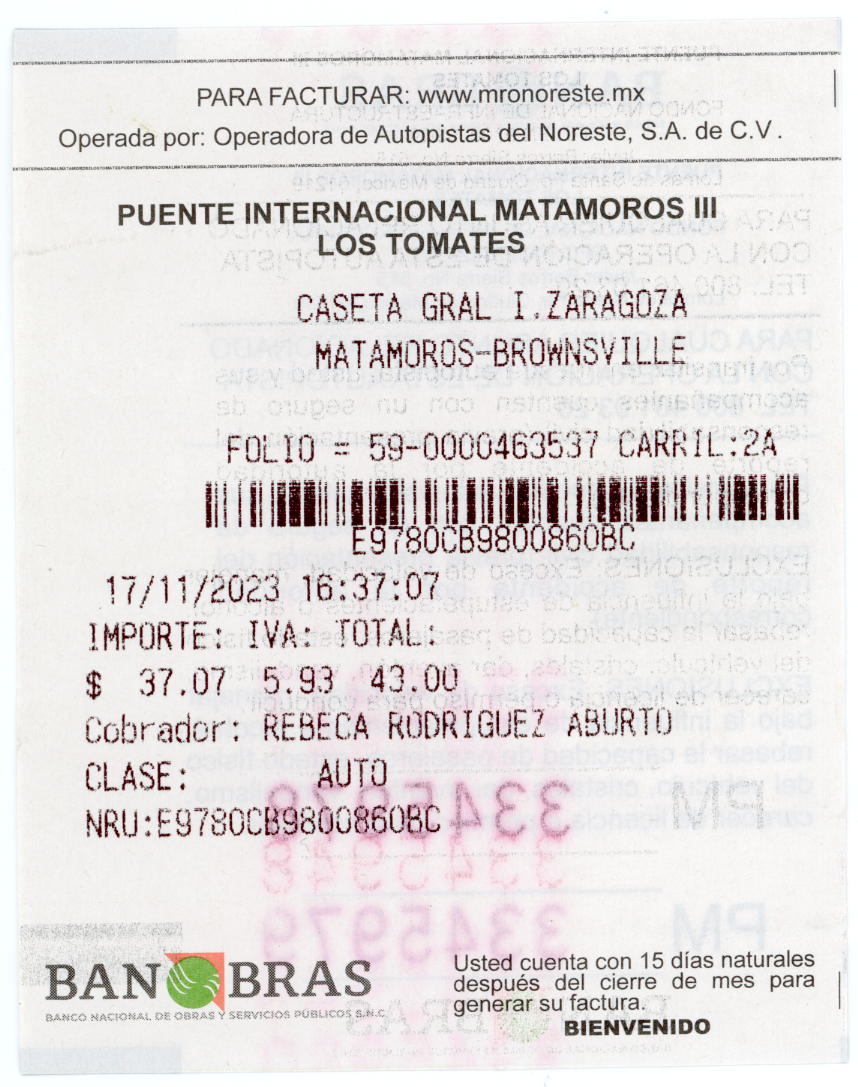 PARA FACTURAR: www.mronoreste.mx
Operada por: Operadora de Autopistas del Noreste, S.A. de C.V.
PUENTE INTERNACIONAL MATAMOROS III
LOS TOMATES
CASETA GRAL I.ZARAGOZA
MATAMOROS-BROWNSVILLE
FOLIO = 59-0000463537 CARRIL:2A
E9780CB9800860BC
17/11/2023 16:37:07
IMPORTE. IVA: TOTAL:
$ 37.07 5.93 43.00
Cobrador: REBECA RODRIGUEZ ABURTO
CLASE: AUTO
NRU:E9780CB9800860BC
BANOBRAS
BANCO NACIONAL DE OBRAS Y SERVICIOS PÚBLICOS S.N.C
Usted cuenta con 15 días naturales
después del cierre de mes para
generar su factura.
BIENVENIDO